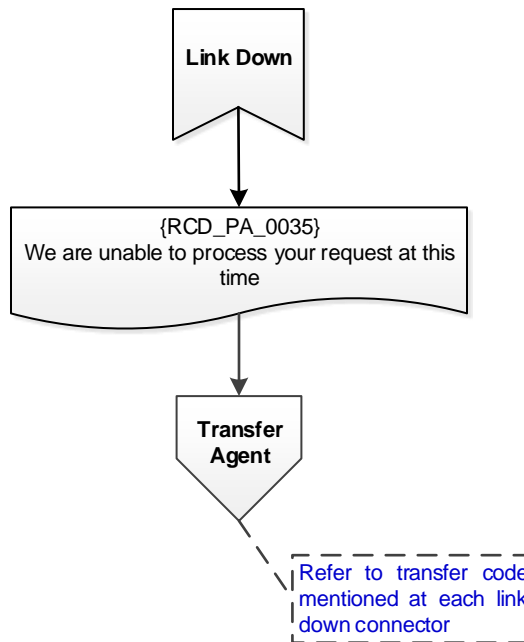 Link Down
{RCD_PA_0035}
We are unable to process your request at this
time
Transfer
Agent
Refer to transfer code
mentioned at each link
down connector